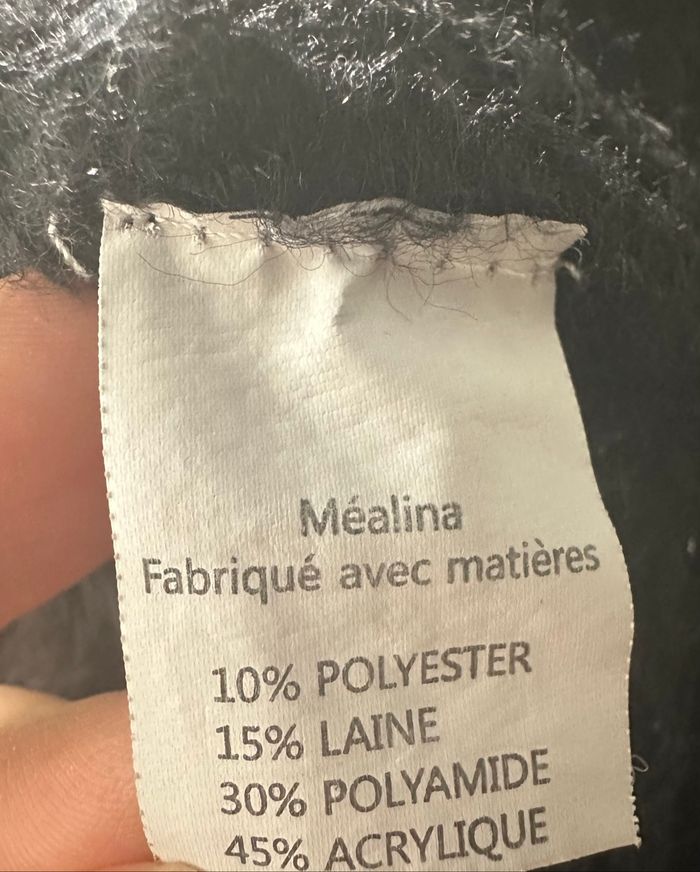 Méalina
Fabriqué avec matières
10% POLYESTER
15% LAINE
30% POLYAMIDE
45% ACRYLIQUE